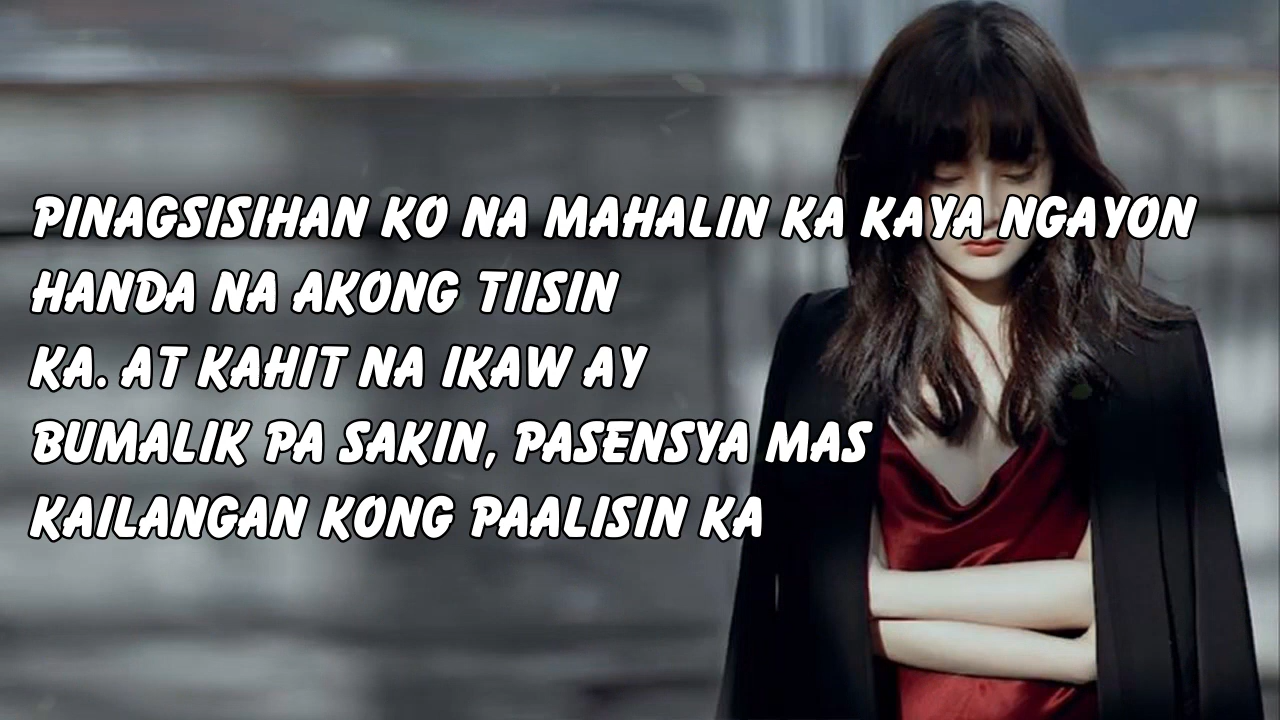 PINAGSISIHAN KO NA MAHALIN KA KAYA NGAYON
HANDA NA AKONG TIISIN
KA. AT KAHIT NA IKAW AY
BUMALIK PA SAKIN, PASENSYA MAS
KAILANGAN KONG PAALISIN KA